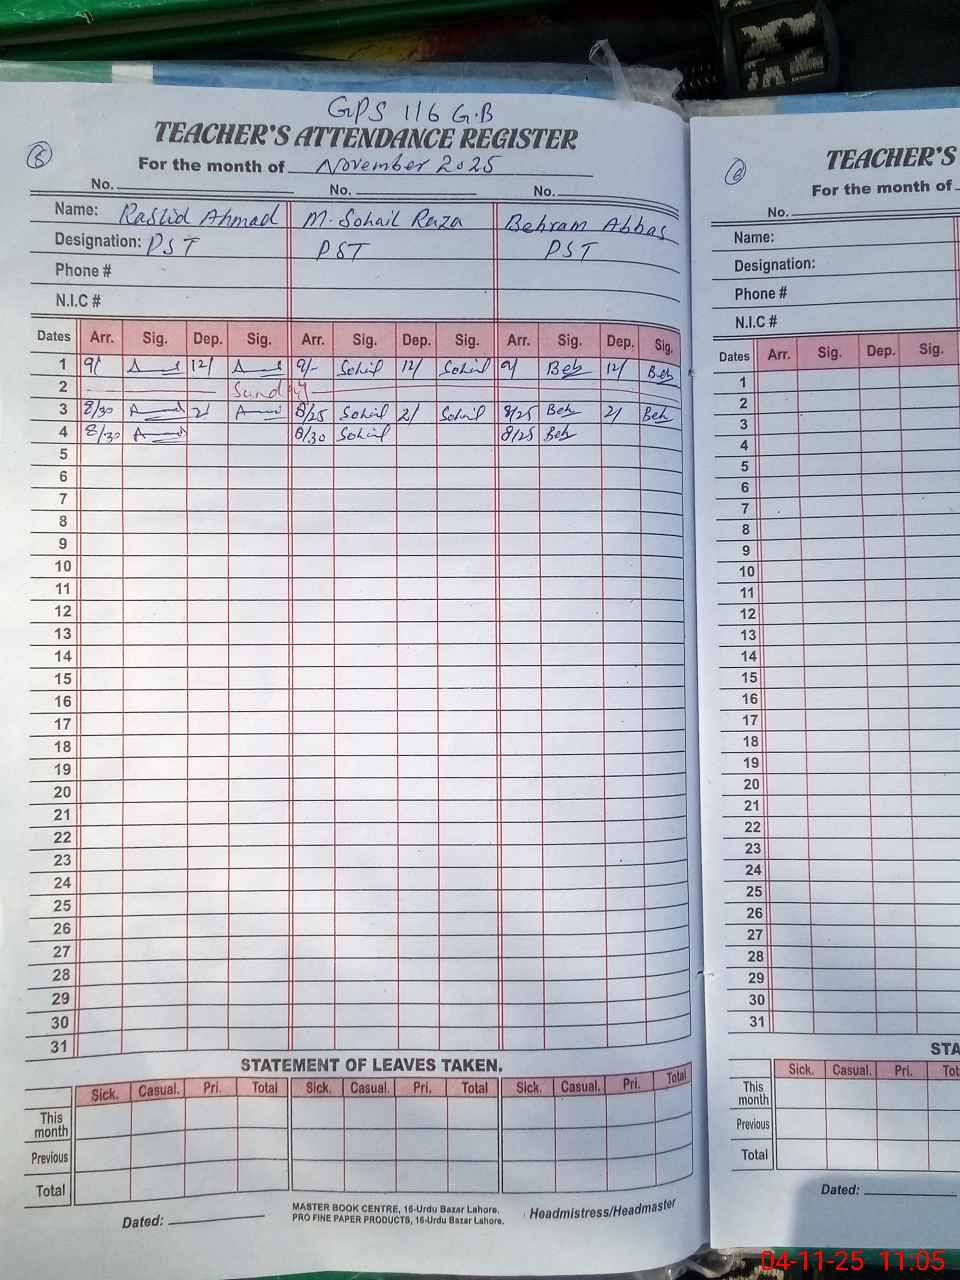 GPS 116 G.B
TEACHER'S ATTENDANCE REGISTER
For the month of November 2025
No. No. No.
Name: Rashid Ahmad M. Sohail Raza Behram Abbas
Designation: PST PST PST
Phone #
N.I.C #
Dates Arr. Sig. Dep. Sig. Arr. Sig. Dep. Sig. Arr. Sig. Dep. Sig.
1 9/ 12/ 9/- Sohail 12/ Sohail 9/ Beh 12/ Beh
2 Sunday
3 8/30 2/ 8/25 Sohail 2/ Sohail 8/25 Beh 2/ Beh
4 8/30 8/30 Sohail 8/25 Beh
5
6
7
8
9
10
11
12
13
14
15
16
17
18
19
20
21
22
23
24
25
26
27
28
29
30
31
STATEMENT OF LEAVES TAKEN.
Sick. Casual. Pri. Total Sick. Casual. Pri. Total Sick. Casual. Pri. Total
This month
Previous
Total
Dated:
MASTER BOOK CENTRE, 16-Urdu Bazar Lahore.
PRO FINE PAPER PRODUCTS, 16-Urdu Bazar Lahore.
Headmistress/Headmaster
TEACHER'S
For the month of
No.
Name:
Designation:
Phone #
N.I.C #
Dates Arr. Sig. Dep. Sig.
1
2
3
4
5
6
7
8
9
10
11
12
13
14
15
16
17
18
19
20
21
22
23
24
25
26
27
28
29
30
31
STA
Sick. Casual. Pri. Tot
This month
Previous
Total
Dated:
04-11-25 11:05